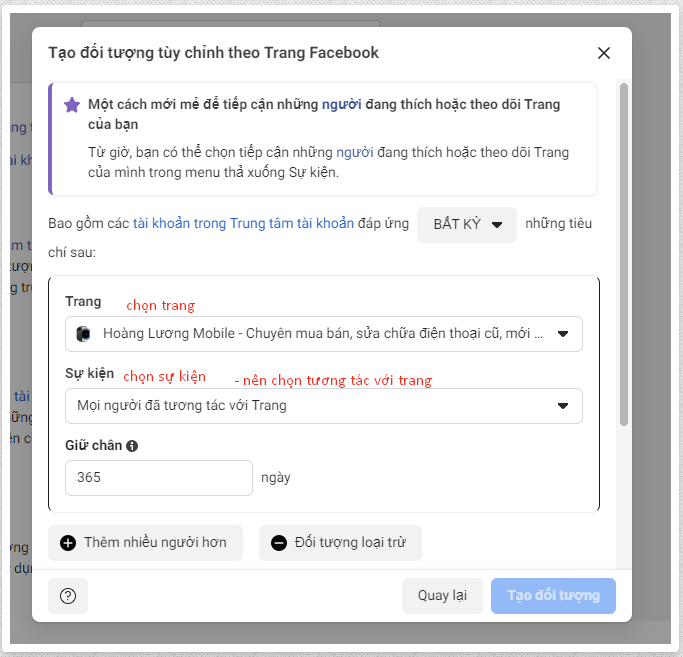 Tạo đối tượng tùy chỉnh theo Trang Facebook
Một cách mới mẻ để tiếp cận những người đang thích hoặc theo dõi Trang
của bạn
Từ giờ, bạn có thể chọn tiếp cận những người đang thích hoặc theo dõi Trang
của mình trong menu thả xuống Sự kiện.
Bao gồm các tài khoản trong Trung tâm tài khoản đáp ứng BẤT KỲ những tiêu
chí sau:
Trang chọn trang
Hoàng Lương Mobile - Chuyên mua bán, sửa chữa điện thoại cũ, mới ...
Sự kiện chọn sự kiện - nên chọn tương tác với trang
Mọi người đã tương tác với Trang
Giữ chân
365 ngày
Thêm nhiều người hơn Đối tượng loại trừ
Quay lại Tạo đối tượng